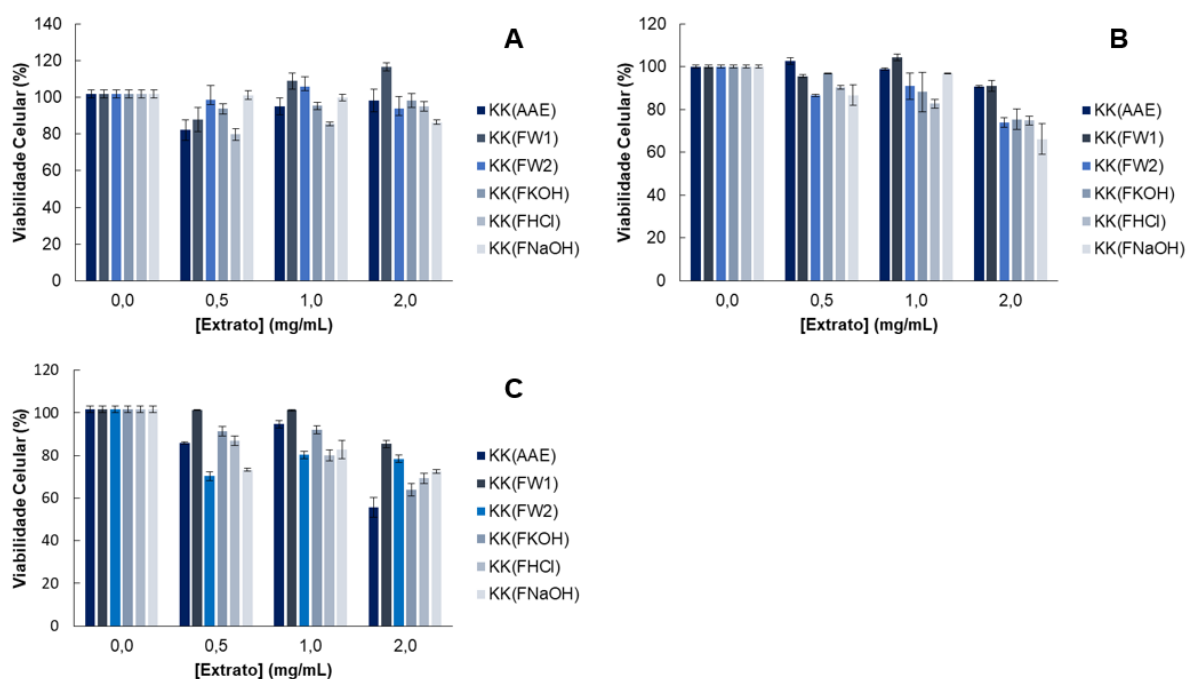 A
Viabilidade Celular (%)
140
120
100
80
60
40
20
0
0,0 0,5 1,0 2,0
[Extrato] (mg/mL)
KK(AAE)
KK(FW1)
KK(FW2)
KK(FKOH)
KK(FHCl)
KK(FNaOH)
B
Viabilidade Celular (%)
120
100
80
60
40
20
0
0,0 0,5 1,0 2,0
[Extrato] (mg/mL)
KK(AAE)
KK(FW1)
KK(FW2)
KK(FKOH)
KK(FHCl)
KK(FNaOH)
C
Viabilidade Celular (%)
120
100
80
60
40
20
0
0,0 0,5 1,0 2,0
[Extrato] (mg/mL)
KK(AAE)
KK(FW1)
KK(FW2)
KK(FKOH)
KK(FHCl)
KK(FNaOH)